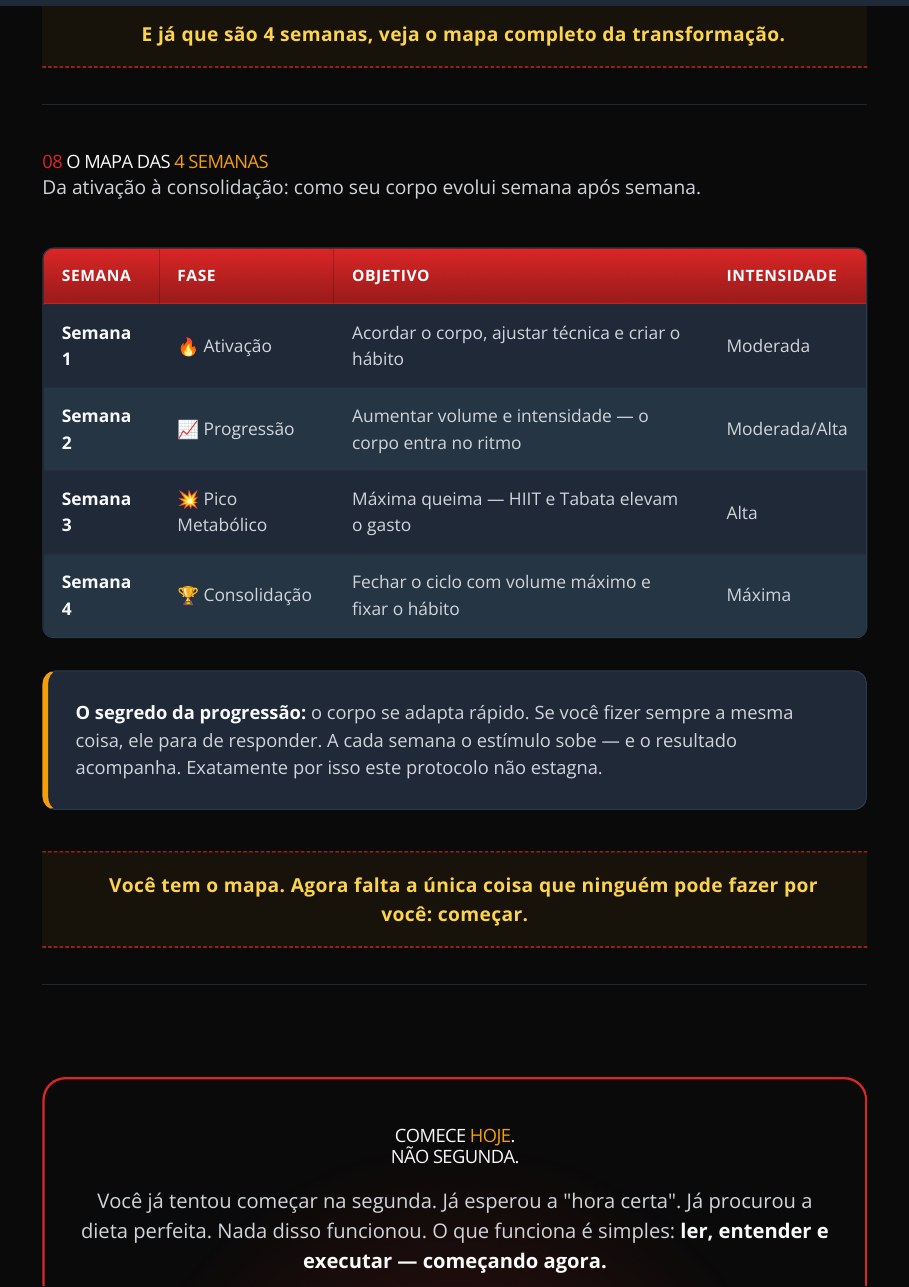 E já que são 4 semanas, veja o mapa completo da transformação.
08 O MAPA DAS 4 SEMANAS
Da ativação à consolidação: como seu corpo evolui semana após semana.
SEMANA FASE OBJETIVO INTENSIDADE
Semana 1 🔥 Ativação Acordar o corpo, ajustar técnica e criar o hábito Moderada
Semana 2 📈 Progressão Aumentar volume e intensidade — o corpo entra no ritmo Moderada/Alta
Semana 3 💥 Pico Metabólico Máxima queima — HIIT e Tabata elevam o gasto Alta
Semana 4 🏆 Consolidação Fechar o ciclo com volume máximo e fixar o hábito Máxima
O segredo da progressão: o corpo se adapta rápido. Se você fizer sempre a mesma
coisa, ele para de responder. A cada semana o estímulo sobe — e o resultado
acompanha. Exatamente por isso este protocolo não estagna.
Você tem o mapa. Agora falta a única coisa que ninguém pode fazer por
você: começar.
COMECE HOJE.
NÃO SEGUNDA.
Você já tentou começar na segunda. Já esperou a "hora certa". Já procurou a
dieta perfeita. Nada disso funcionou. O que funciona é simples: ler, entender e
executar — começando agora.